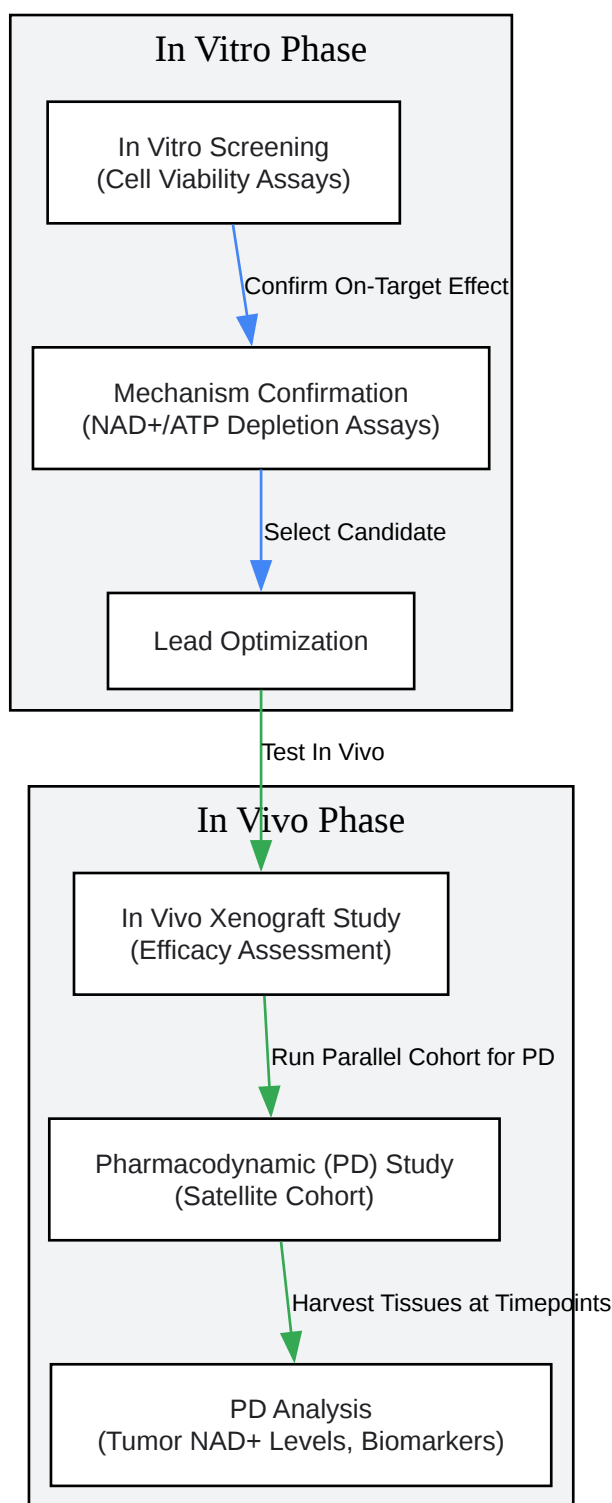 In Vitro Phase
In Vitro Screening
(Cell Viability Assays)
Confirm On-Target Effect
Mechanism Confirmation
(NAD+/ATP Depletion Assays)
Select Candidate
Lead Optimization
Test In Vivo
In Vivo Phase
In Vivo Xenograft Study
(Efficacy Assessment)
Run Parallel Cohort for PD
Pharmacodynamic (PD) Study
(Satellite Cohort)
Harvest Tissues at Timepoints
PD Analysis
(Tumor NAD+ Levels, Biomarkers)